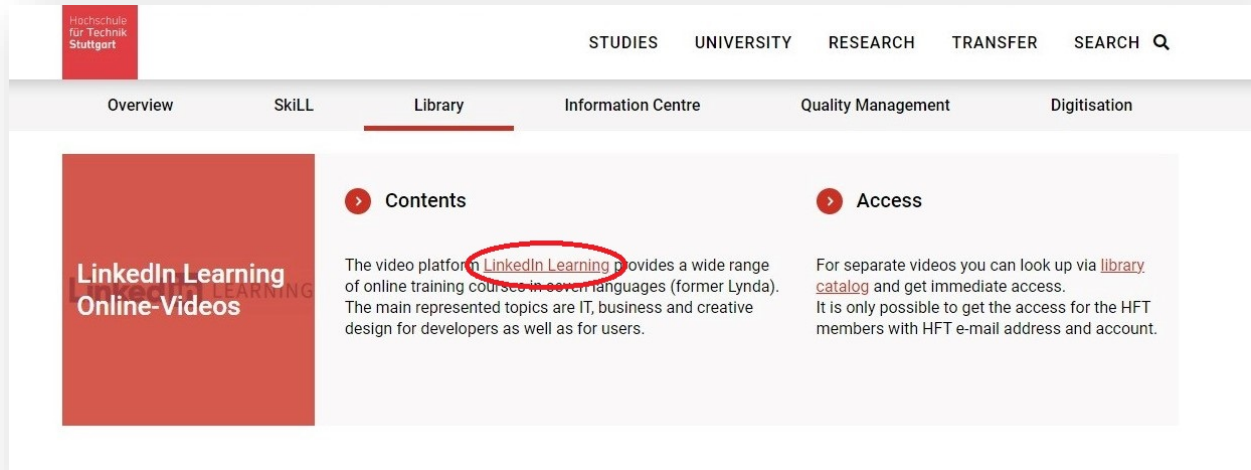 Hochschule
für Technik
Stuttgart
STUDIES UNIVERSITY RESEARCH TRANSFER SEARCH
Overview SkiLL Library Information Centre Quality Management Digitisation
LinkedIn Learning
Online-Videos
LinkedIn LEARNING
Contents
The video platform LinkedIn Learning provides a wide range
of online training courses in seven languages (former Lynda).
The main represented topics are IT, business and creative
design for developers as well as for users.
Access
For separate videos you can look up via library
catalog and get immediate access.
It is only possible to get the access for the HFT
members with HFT e-mail address and account.